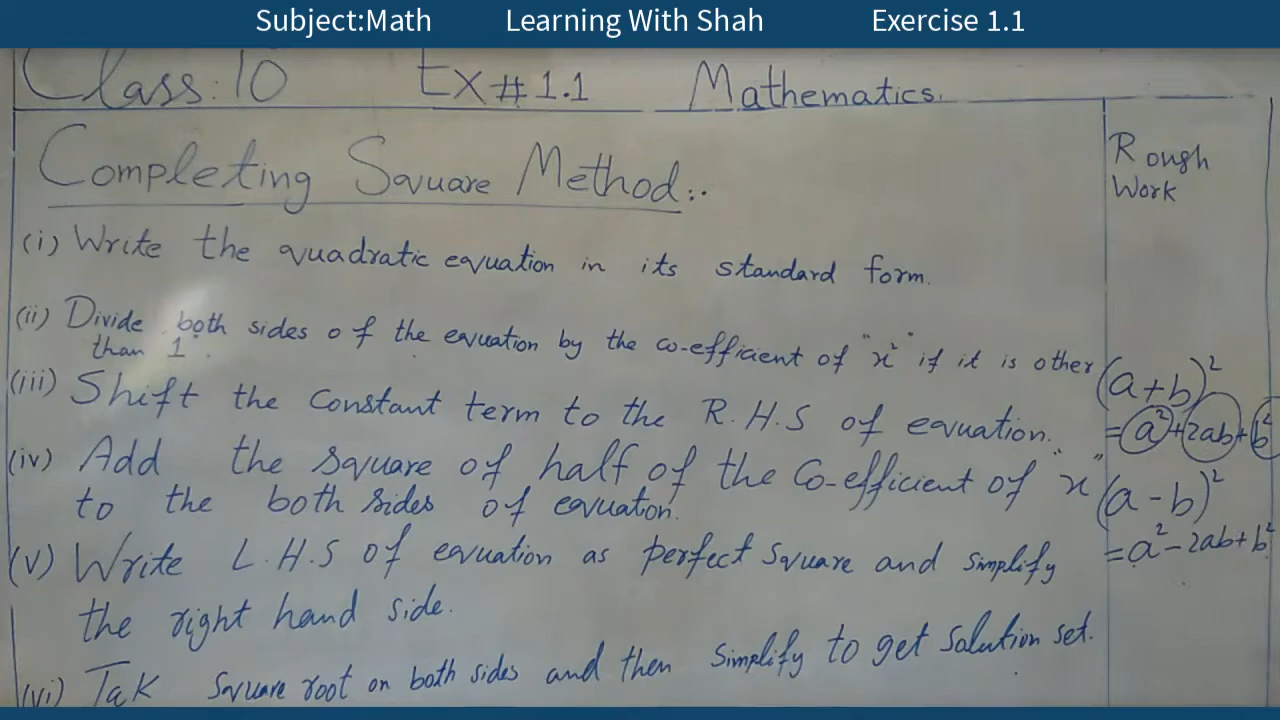 Subject:Math Learning With Shah Exercise 1.1
Class:10 Ex#1.1 Mathematics.
Completing Square Method:.
Rough
Work
(i) Write the quadratic equation in its standard form.
(ii) Divide both sides of the equation by the co-efficient of "x²" if it is other
than 1.
(iii) Shift the constant term to the R.H.S of equation.
(iv) Add the square of half of the Co-efficient of "x"
to the both sides of equation.
(v) Write L.H.S of equation as perfect square and simplify
the right hand side.
(vi) Tak square root on both sides and then simplify to get solution set.
(a+b)²
=a²+2ab+b²
(a-b)²
=a²-2ab+b²